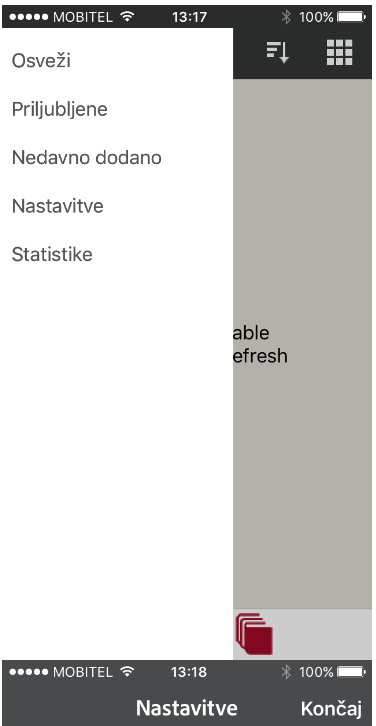 MOBITEL 13:17 100%
Osveži
Priljubljene
Nedavno dodano
Nastavitve
Statistike
able
efresh
MOBITEL 13:18 100%
Nastavitve Končaj